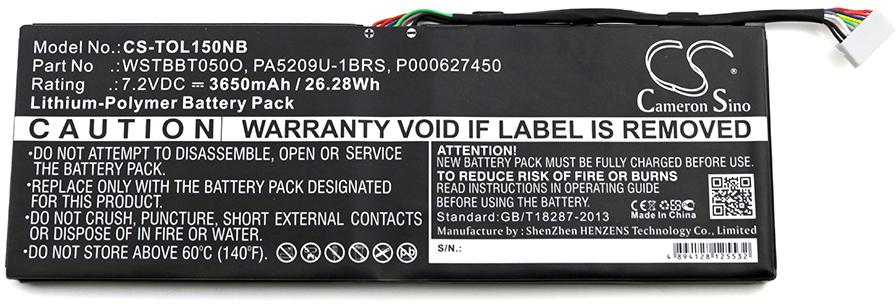 Model No.:CS-TOL150NB
Part No :WSTBBT050O, PA5209U-1BRS, P000627450
Rating :7.2VDC 3650mAh / 26.28Wh
Lithium-Polymer Battery Pack
CS
Cameron Sino
CAUTION WARRANTY VOID IF LABEL IS REMOVED
•DO NOT ATTEMPT TO DISASSEMBLE, OPEN OR SERVICE
THE BATTERY PACK.
•ONLY USE THE BATTERY PACK DESIGNATED
FOR THIS PRODUCT.
•DO NOT CRUSH, PUNCTURE, SHORT EXTERNAL CONTACTS
OR DISPOSE OF IN FIRE OR WATER.
•DO NOT STORE ABOVE 60°C (140°F).
ATTENTION!
NEW BATTERY PACK MUST BE FULLY CHARGED BEFORE USE.
TO REDUCE RISK OF FIRE OR BURNS
READ INSTRUCTIONS IN OPERATING GUIDE
BEFORE USING THE BATTERY.
Standard:GB/T18287-2013
Made In China
Manufacture by : ShenZhen HENZENS Technology Co., Limited.
S/N.:
4894128125532